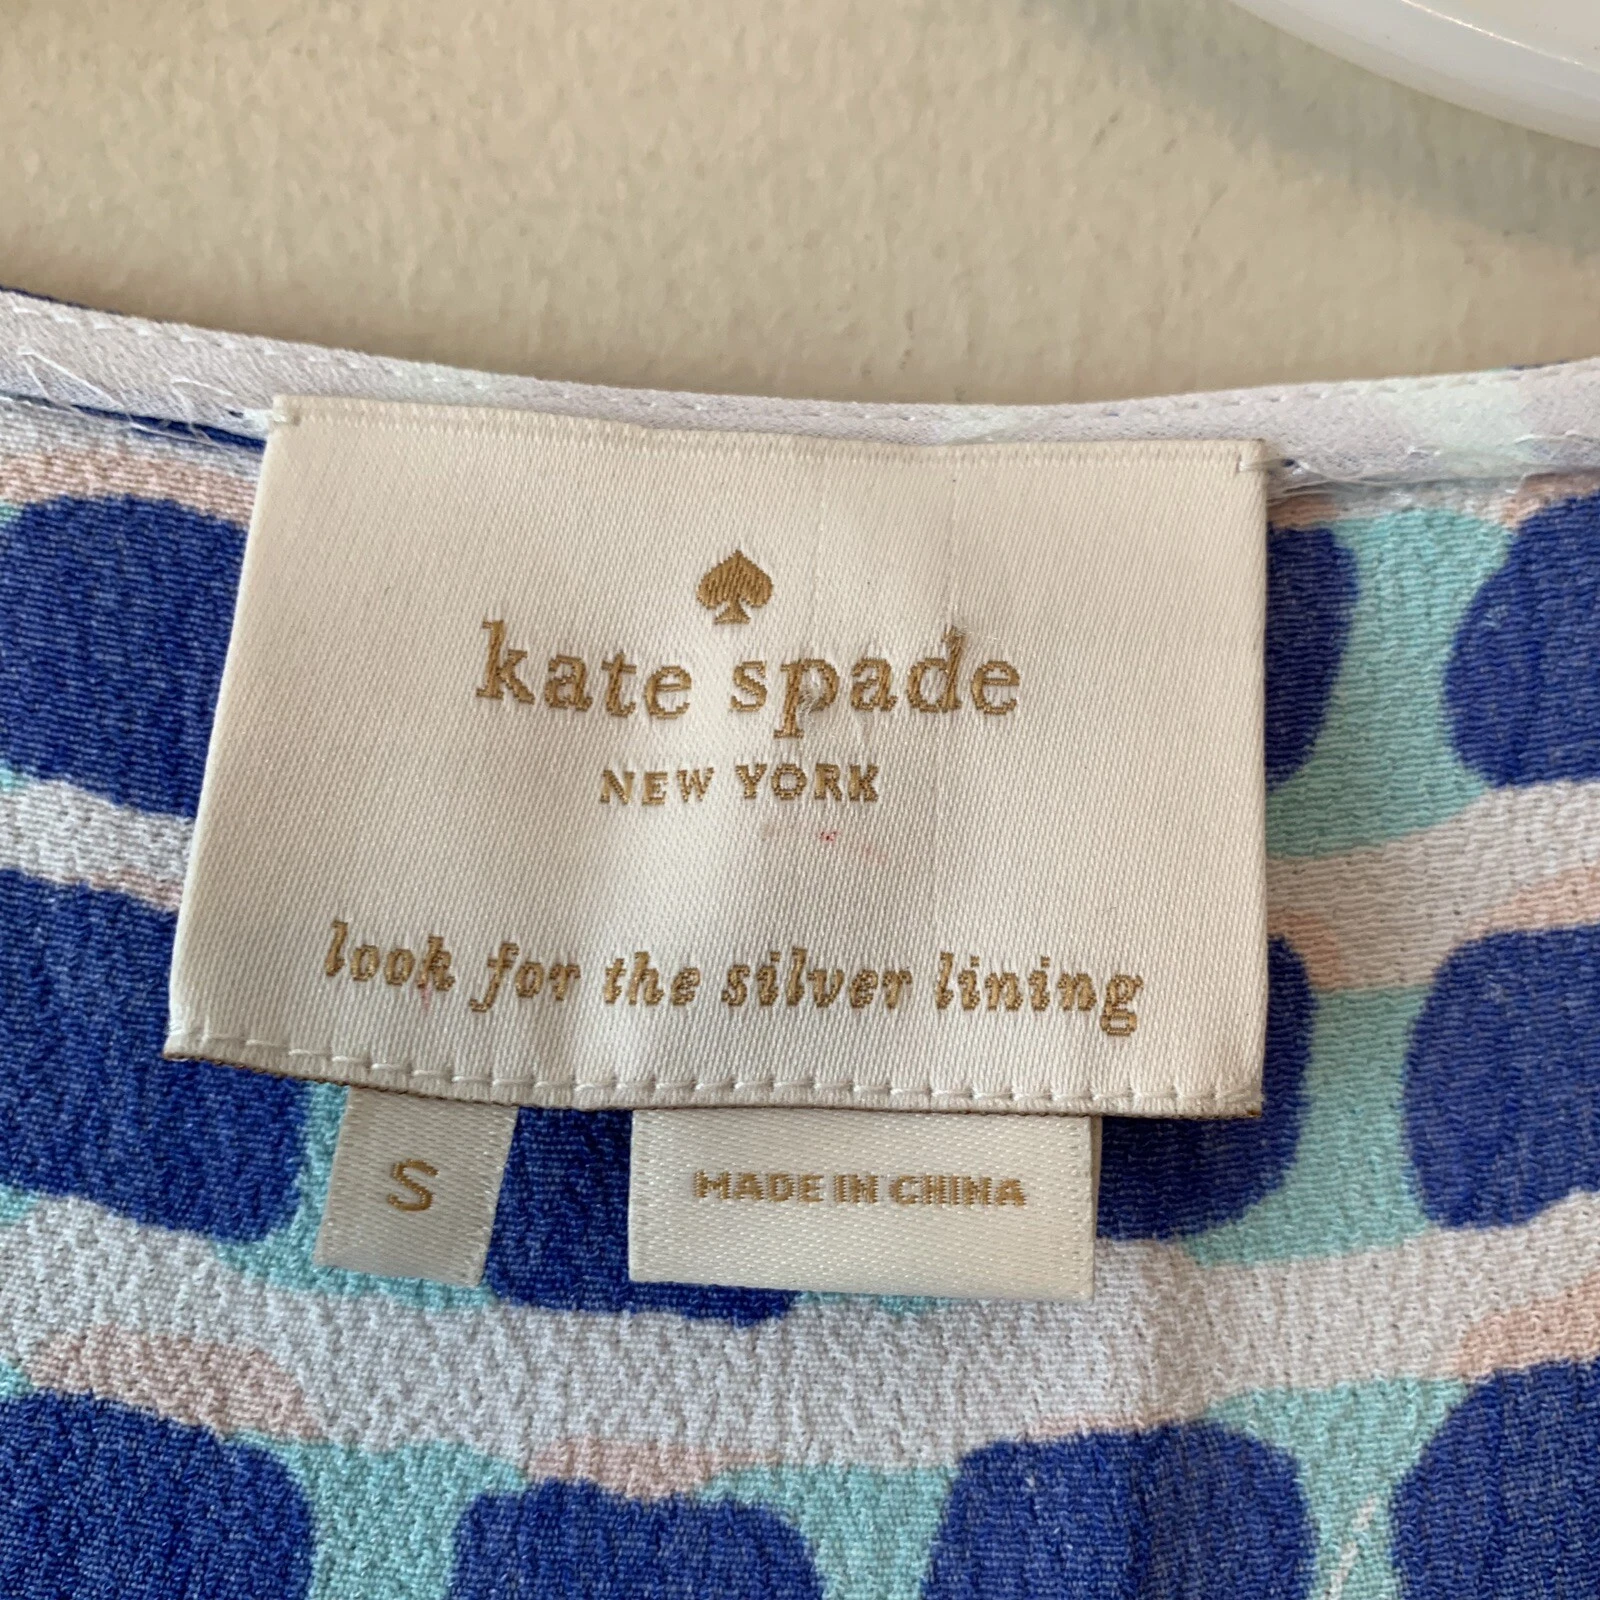 kate spade
NEW YORK
look for the silver lining
S
MADE IN CHINA